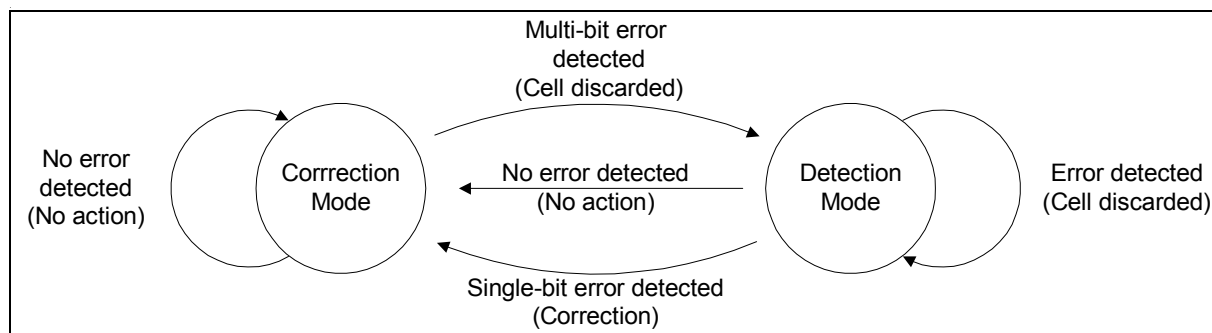 Multi-bit error
detected
(Cell discarded)
No error
detected
(No action)
Corrrection
Mode
No error detected
(No action)
Detection
Mode
Error detected
(Cell discarded)
Single-bit error detected
(Correction)